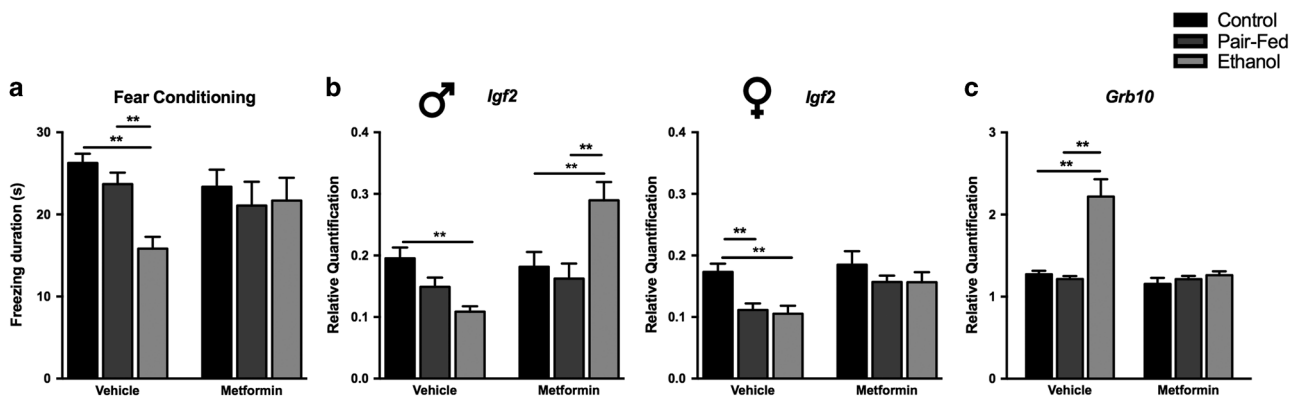 Control
Pair-Fed
Ethanol
a
Fear Conditioning
Freezing duration (s)
30
20
10
0
**
**
Vehicle
Metformin
b
♂
Igf2
Relative Quantification
0.4
0.3
0.2
0.1
0.0
**
**
**
Vehicle
Metformin
♀
Igf2
Relative Quantification
0.4
0.3
0.2
0.1
0.0
**
**
Vehicle
Metformin
c
Grb10
Relative Quantification
3
2
1
0
**
**
Vehicle
Metformin